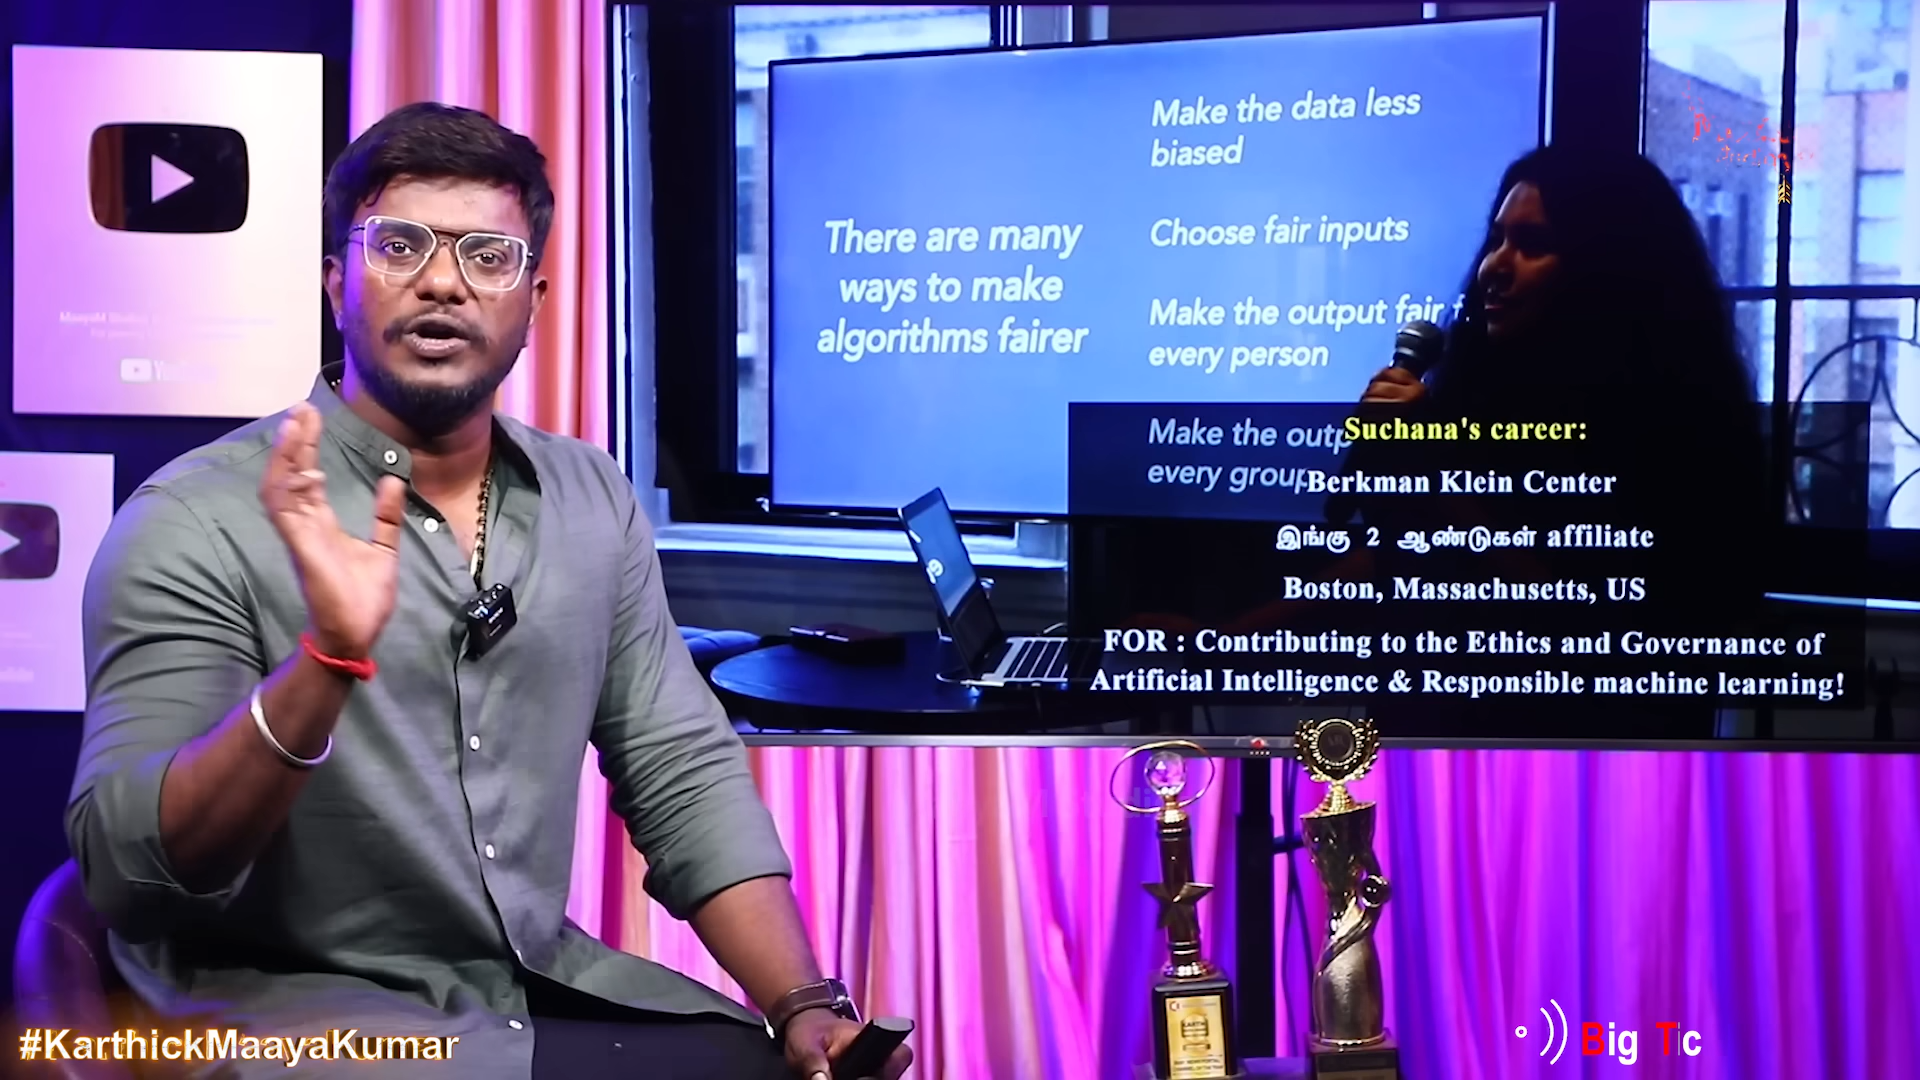 Make the data less
biased
There are many
ways to make
algorithms fairer
Choose fair inputs
Make the output fair f
every person
Make the outp
every group
Suchana's career:
Berkman Klein Center
இங்கு 2 ஆண்டுகள் affiliate
Boston, Massachusetts, US
FOR : Contributing to the Ethics and Governance of
Artificial Intelligence & Responsible machine learning!
#KarthickMaayaKumar
Big Tic